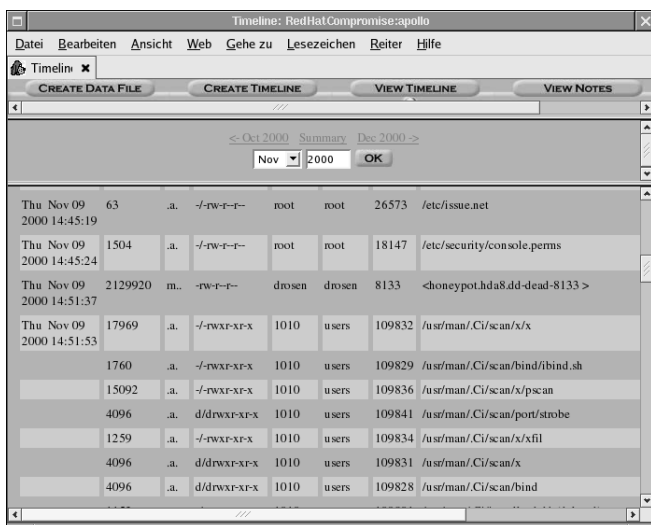 Timeline: RedHatCompromise:apollo
Datei Bearbeiten Ansicht Web Gehe zu Lesezeichen Reiter Hilfe
Timeline
CREATE DATA FILE CREATE TIMELINE VIEW TIMELINE VIEW NOTES
<- Oct 2000 Summary Dec 2000 ->
Nov 2000 OK
Thu Nov 09 63 .a. -/-rw-r--r-- root root 26573 /etc/issue.net
2000 14:45:19
Thu Nov 09 1504 .a. -/-rw-r--r-- root root 18147 /etc/security/console.perms
2000 14:45:24
Thu Nov 09 2129920 m.. -rw-r--r-- drosen drosen 8133 <honeypot.hda8.dd-dead-8133 >
2000 14:51:37
Thu Nov 09 17969 .a. -/-rwxr-xr-x 1010 users 109832 /usr/man/.Ci/scan/x/x
2000 14:51:53
1760 .a. -/-rwxr-xr-x 1010 users 109829 /usr/man/.Ci/scan/bind/ibind.sh
15092 .a. -/-rwxr-xr-x 1010 users 109836 /usr/man/.Ci/scan/x/pscan
4096 .a. d/drwxr-xr-x 1010 users 109841 /usr/man/.Ci/scan/port/strobe
1259 .a. -/-rwxr-xr-x 1010 users 109834 /usr/man/.Ci/scan/x/xfil
4096 .a. d/drwxr-xr-x 1010 users 109831 /usr/man/.Ci/scan/x
4096 .a. d/drwxr-xr-x 1010 users 109828 /usr/man/.Ci/scan/bind